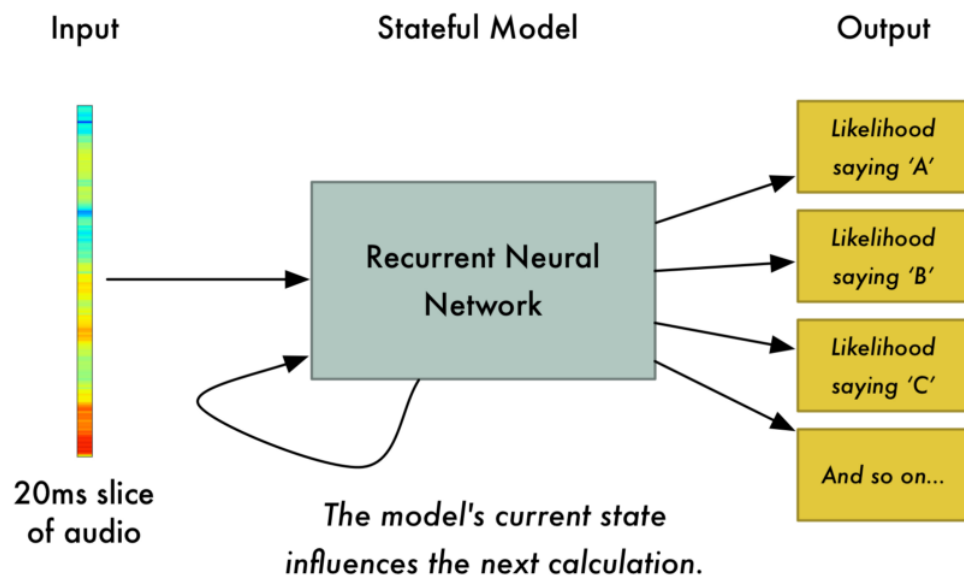 Input
Stateful Model
Output
20ms slice
of audio
Recurrent Neural
Network
The model's current state
influences the next calculation.
Likelihood
saying 'A'
Likelihood
saying 'B'
Likelihood
saying 'C'
And so on...